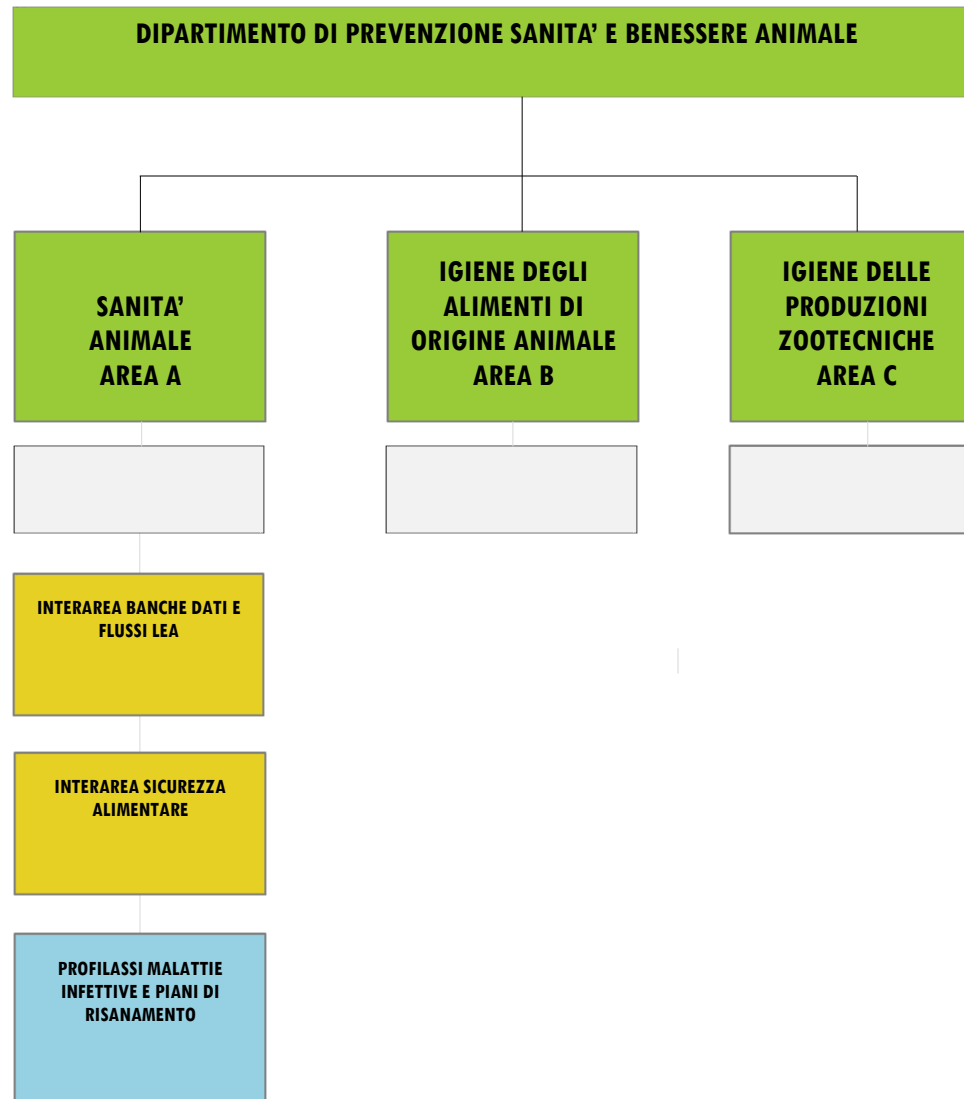 DIPARTIMENTO DI PREVENZIONE SANITA’ E BENESSERE ANIMALE
SANITA’
ANIMALE
AREA A
IGIENE DEGLI
ALIMENTI DI
ORIGINE ANIMALE
AREA B
IGIENE DELLE
PRODUZIONI
ZOOTECNICHE
AREA C
INTERAREA BANCHE DATI E
FLUSSI LEA
INTERAREA SICUREZZA
ALIMENTARE
PROFILASSI MALATTIE
INFETTIVE E PIANI DI
RISANAMENTO